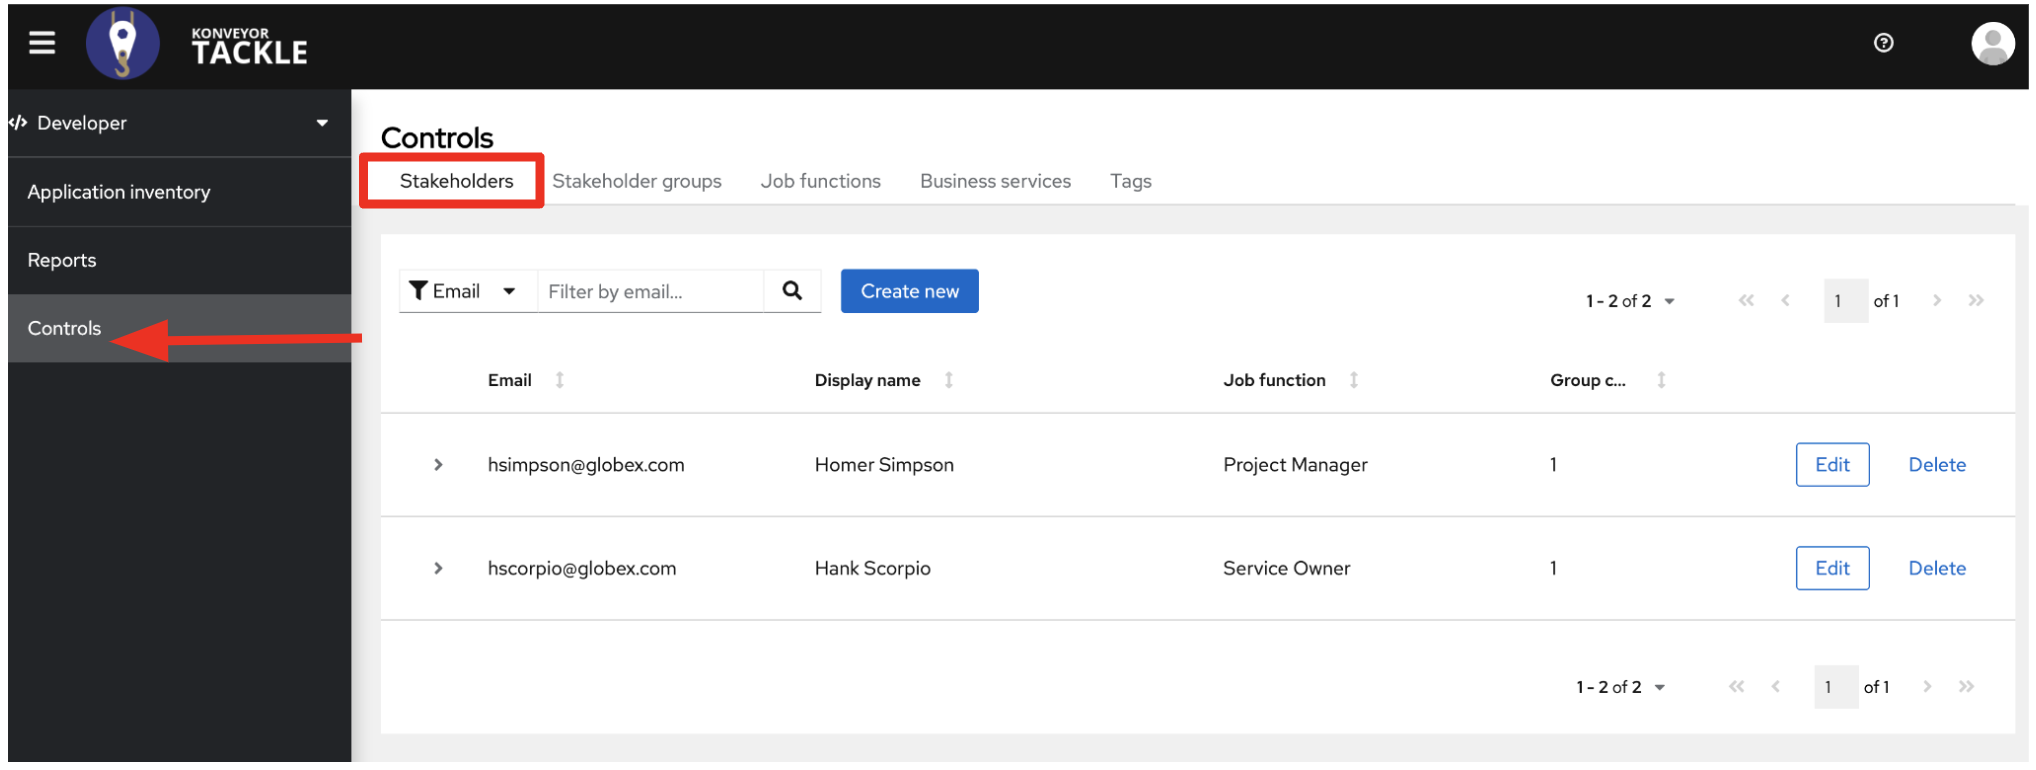 KONVEYOR
TACKLE
Developer
Application inventory
Reports
Controls
Controls
Stakeholders Stakeholder groups Job functions Business services Tags
Email Filter by email... Create new 1 - 2 of 2 1 of 1
Email Display name Job function Group c...
hsimpson@globex.com Homer Simpson Project Manager 1 Edit Delete
hscorpio@globex.com Hank Scorpio Service Owner 1 Edit Delete
1 - 2 of 2 1 of 1